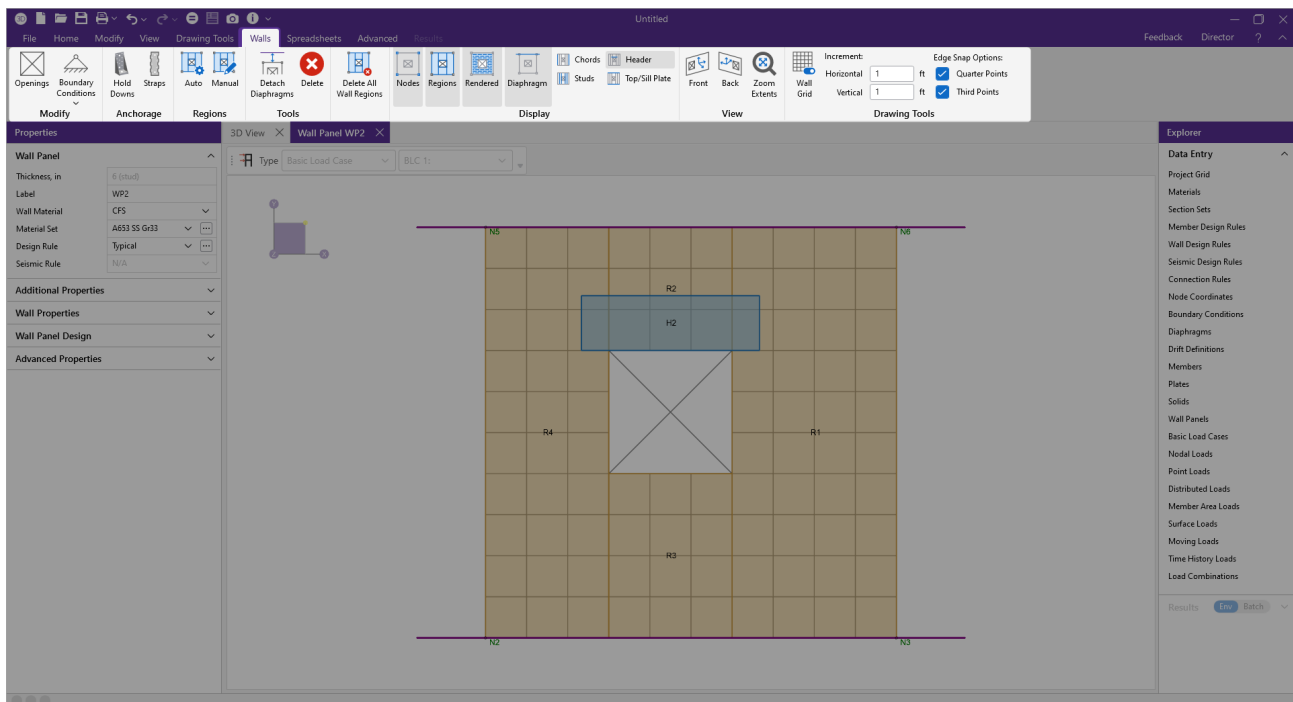 3D
Untitled
File Home Modify View Drawing Tools Walls Spreadsheets Advanced Results
Feedback Director ?
Openings
Boundary
Conditions
Modify
Hold
Downs
Straps
Anchorage
Auto
Manual
Regions
Detach
Diaphragms
Delete
Tools
Delete All
Wall Regions
Nodes
Regions
Rendered
Diaphragm
Chords
Header
Studs
Top/Sill Plate
Display
Front
Back
Zoom
Extents
View
Wall
Grid
Increment:
Horizontal 1 ft
Vertical 1 ft
Edge Snap Options:
Quarter Points
Third Points
Drawing Tools
Properties
Wall Panel
Thickness, in 6 (stud)
Label WP2
Wall Material CFS
Material Set A653 SS Gr33 ...
Design Rule Typical ...
Seismic Rule N/A
Additional Properties
Wall Properties
Wall Panel Design
Advanced Properties
3D View Wall Panel WP2
Type Basic Load Case BLC 1:
Y
Z
X
N5
N6
R2
H2
R4
R1
R3
N2
N3
Explorer
Data Entry
Project Grid
Materials
Section Sets
Member Design Rules
Wall Design Rules
Seismic Design Rules
Connection Rules
Node Coordinates
Boundary Conditions
Diaphragms
Drift Definitions
Members
Plates
Solids
Wall Panels
Basic Load Cases
Nodal Loads
Point Loads
Distributed Loads
Member Area Loads
Surface Loads
Moving Loads
Time History Loads
Load Combinations
Results Env Batch